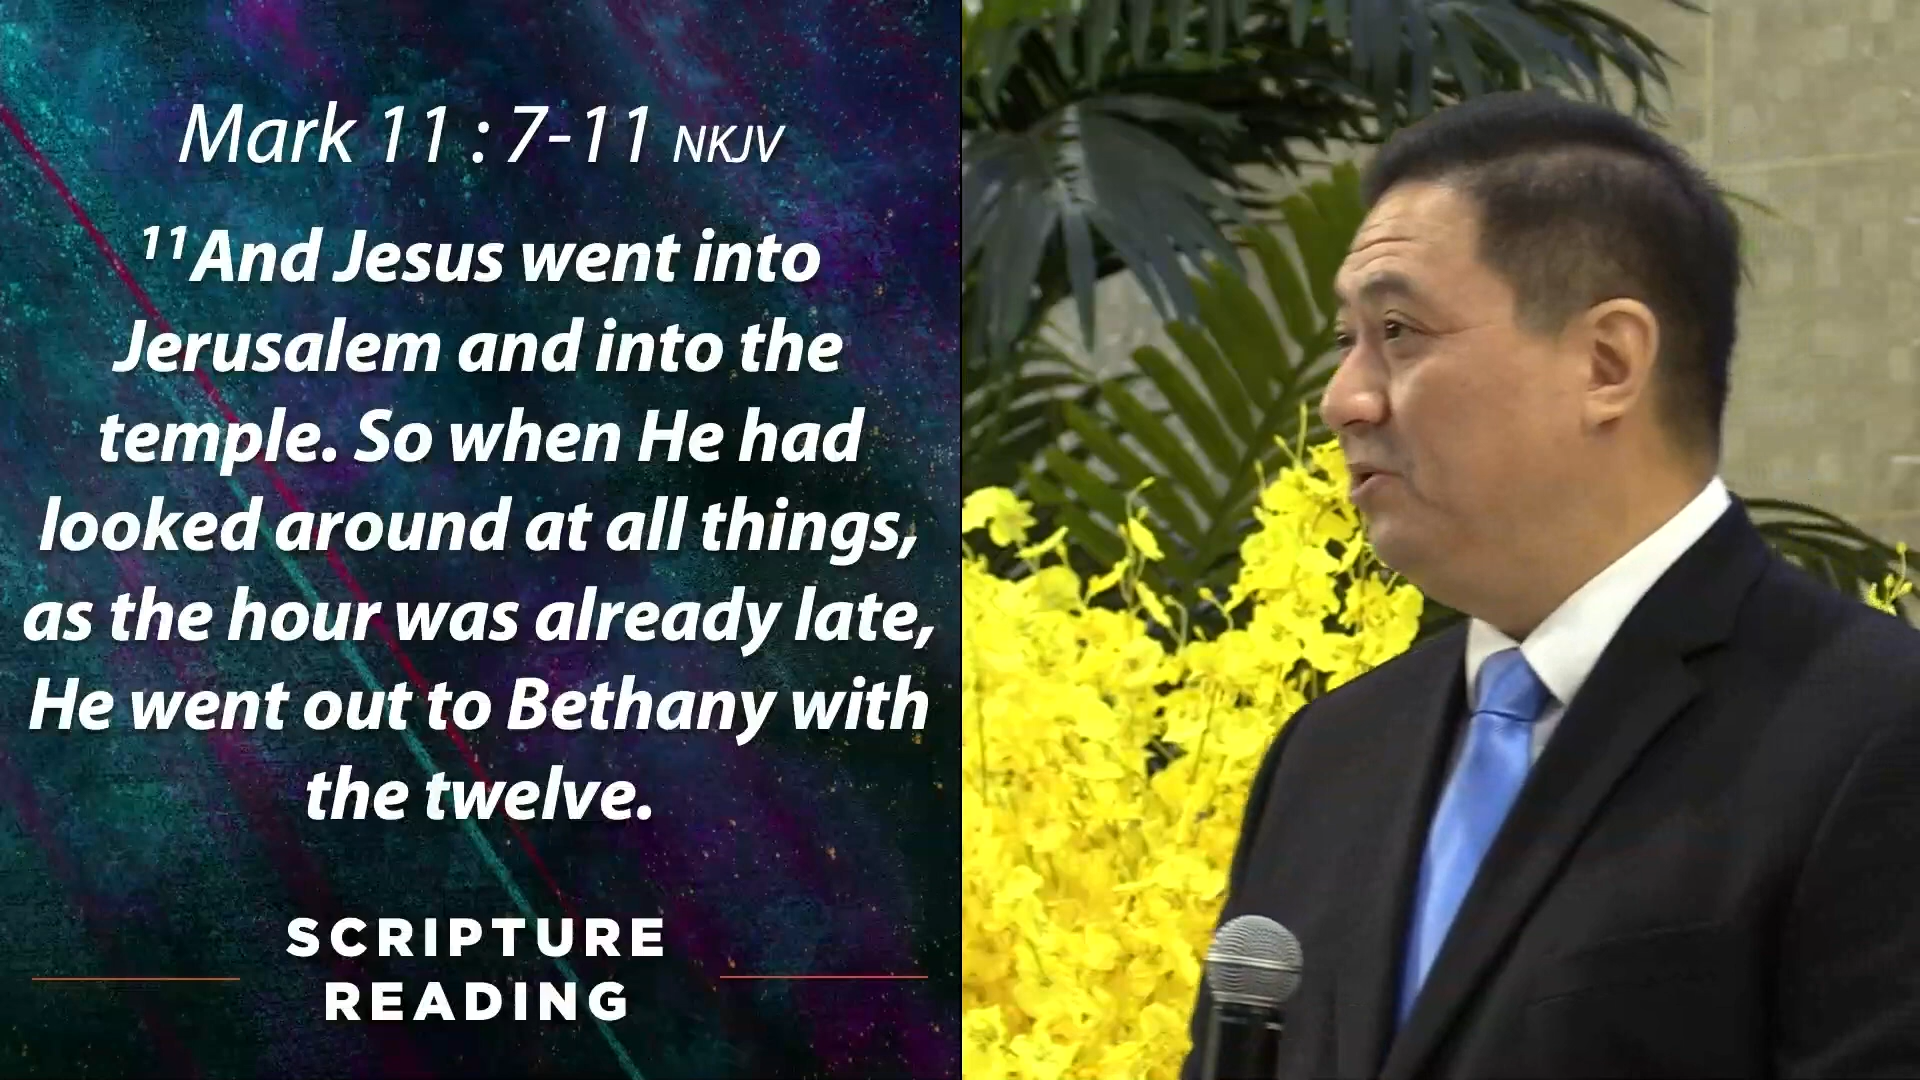 Mark 11 : 7-11 NKJV
¹¹And Jesus went into
Jerusalem and into the
temple. So when He had
looked around at all things,
as the hour was already late,
He went out to Bethany with
the twelve.
SCRIPTURE
READING